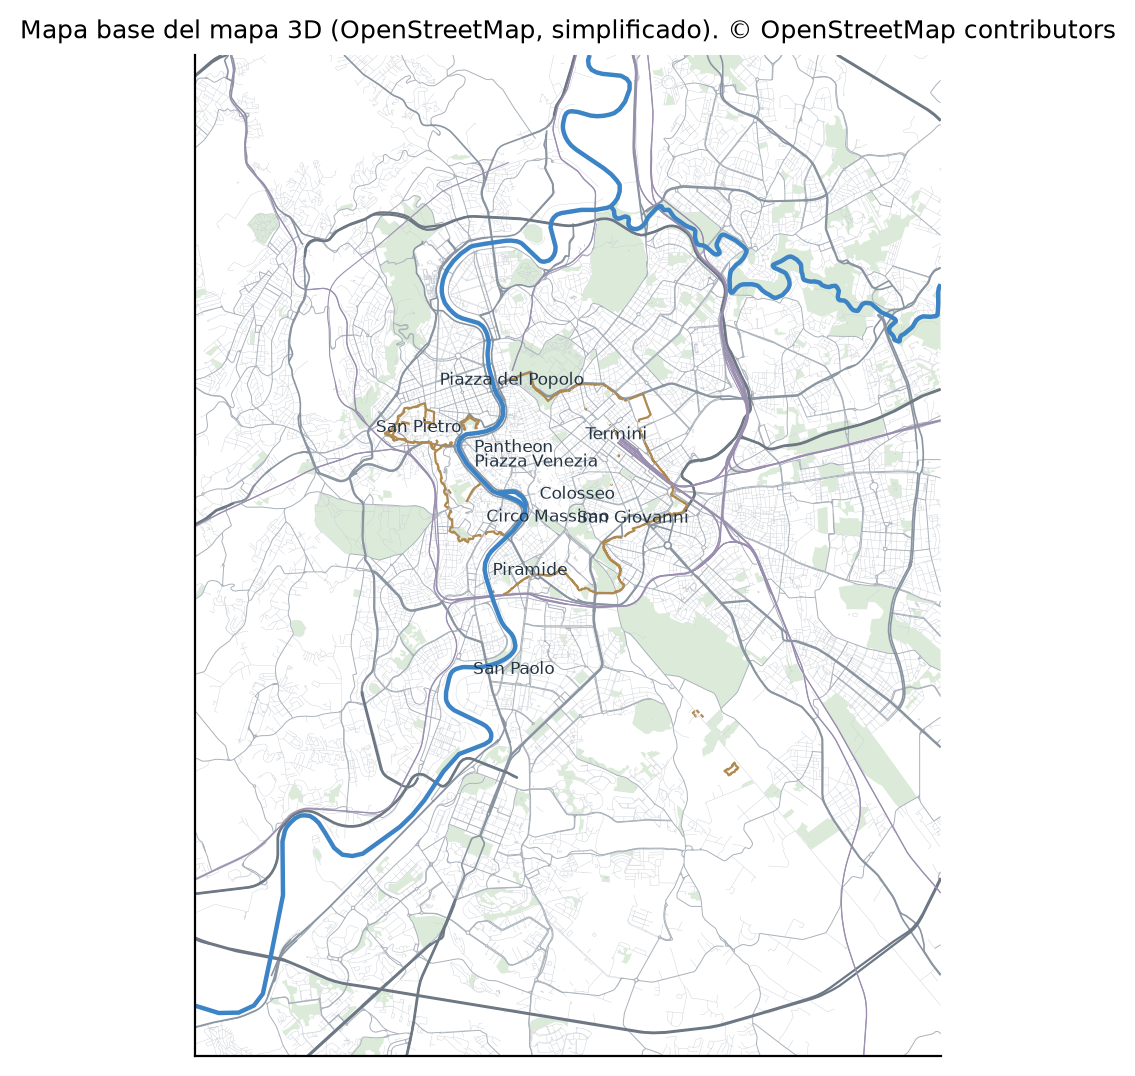 Mapa base del mapa 3D (OpenStreetMap, simplificado). © OpenStreetMap contributors
Piazza del Popolo
San Pietro
Termini
Pantheon
Piazza Venezia
Colosseo
Circo Massimo
San Giovanni
Piramide
San Paolo